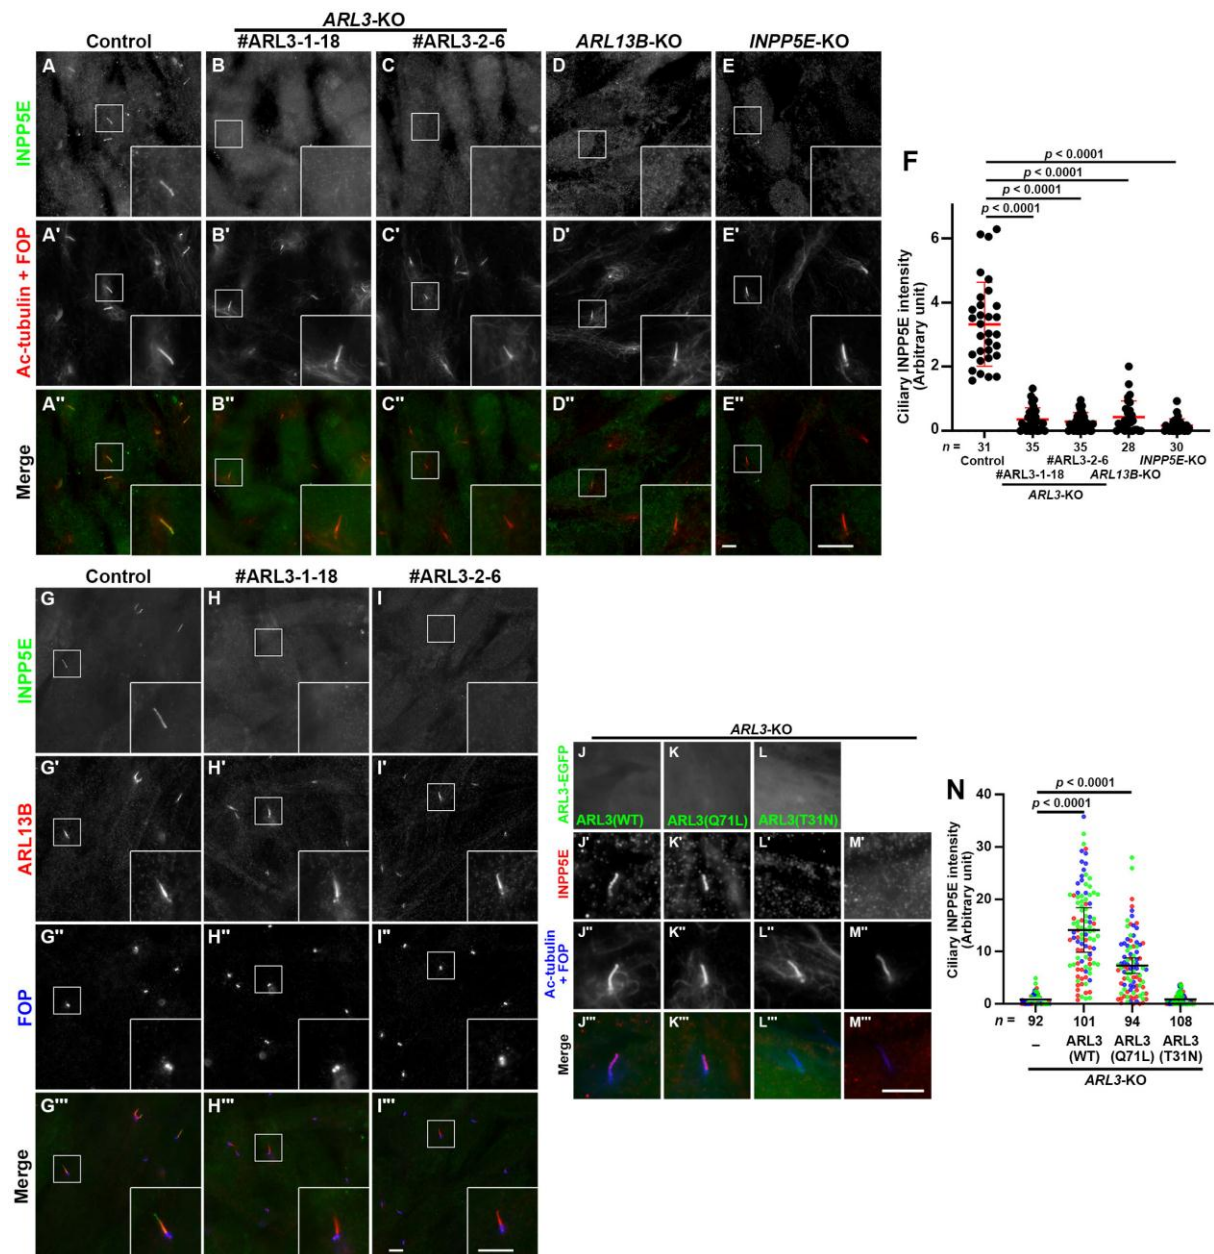 ARL3-KO
Control
#ARL3-1-18
#ARL3-2-6
ARL13B-KO
INPP5E-KO
INPP5E
A
B
C
D
E
Ac-tubulin + FOP
A'
B'
C'
D'
E'
Merge
A"
B"
C"
D"
E"
F
p < 0.0001
p < 0.0001
p < 0.0001
p < 0.0001
Ciliary INPP5E intensity
(Arbitrary unit)
6
4
2
0
n = 31 35 35 28 30
Control
#ARL3-1-18
#ARL3-2-6
ARL13B-KO
INPP5E-KO
ARL3-KO
Control
#ARL3-1-18
#ARL3-2-6
INPP5E
G
H
I
ARL13B
G'
H'
I'
FOP
G"
H"
I"
Merge
G'''
H'''
I'''
ARL3-KO
ARL3-EGFP
J
K
L
ARL3(WT)
ARL3(Q71L)
ARL3(T31N)
INPP5E
J'
K'
L'
M'
Ac-tubulin
+ FOP
J"
K"
L"
M"
Merge
J'''
K'''
L'''
M'''
N
p < 0.0001
p < 0.0001
Ciliary INPP5E intensity
(Arbitrary unit)
40
30
20
10
0
n = 92 101 94 108
–
ARL3
(WT)
ARL3
(Q71L)
ARL3
(T31N)
ARL3-KO